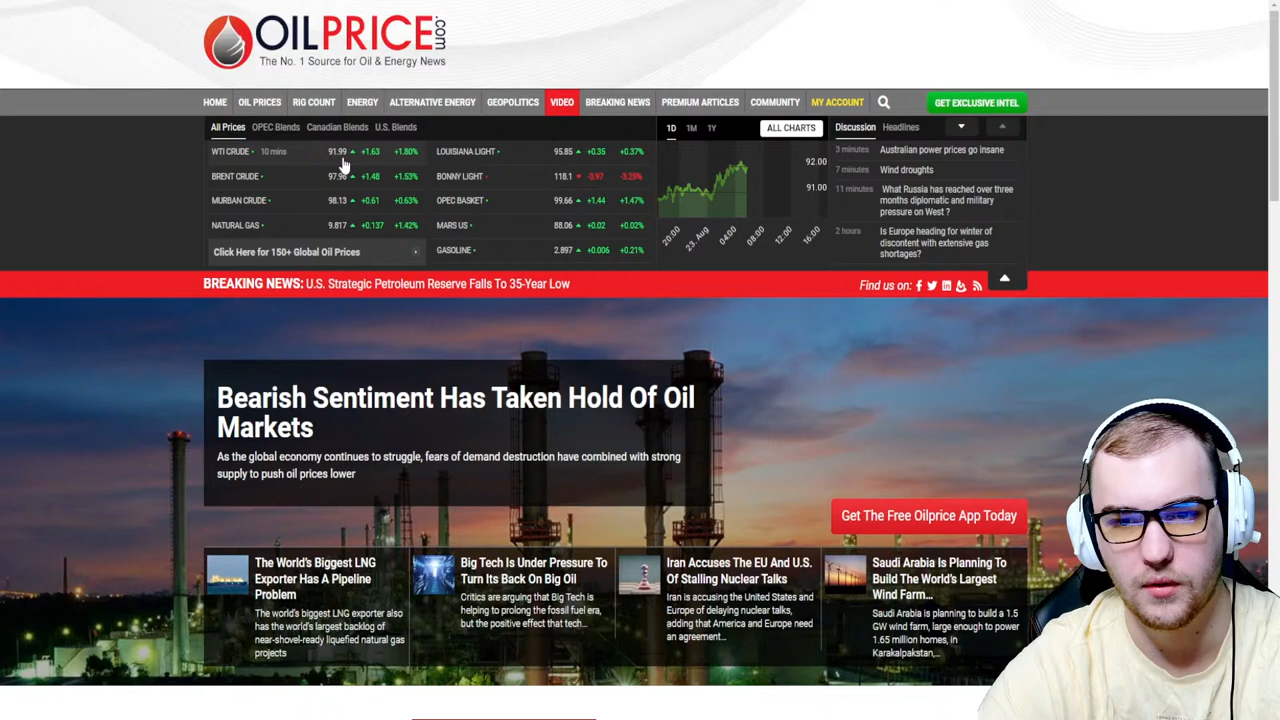 OILPRICE.com
The No. 1 Source for Oil & Energy News
HOME OIL PRICES RIG COUNT ENERGY ALTERNATIVE ENERGY GEOPOLITICS VIDEO BREAKING NEWS PREMIUM ARTICLES COMMUNITY MY ACCOUNT GET EXCLUSIVE INTEL
All Prices OPEC Blends Canadian Blends U.S. Blends
WTI CRUDE 10 mins 91.99 +1.63 +1.80%
BRENT CRUDE 97.96 +1.48 +1.53%
MURBAN CRUDE 98.13 +0.61 +0.63%
NATURAL GAS 9.817 +0.137 +1.42%
Click Here for 150+ Global Oil Prices
LOUISIANA LIGHT 95.85 +0.35 +0.37%
BONNY LIGHT 118.1 -3.97 -3.25%
OPEC BASKET 99.66 +1.44 +1.47%
MARS US 88.06 +0.02 +0.02%
GASOLINE 2.897 +0.006 +0.21%
1D 1M 1Y ALL CHARTS
92.00
91.00
20:00 23. Aug 04:00 08:00 12:00 16:00
Discussion Headlines
3 minutes Australian power prices go insane
7 minutes Wind droughts
11 minutes What Russia has reached over three
months diplomatic and military
pressure on West ?
2 hours Is Europe heading for winter of
discontent with extensive gas
shortages?
BREAKING NEWS: U.S. Strategic Petroleum Reserve Falls To 35-Year Low
Find us on:
Bearish Sentiment Has Taken Hold Of Oil
Markets
As the global economy continues to struggle, fears of demand destruction have combined with strong
supply to push oil prices lower
Get The Free Oilprice App Today
The World's Biggest LNG
Exporter Has A Pipeline
Problem
The world's biggest LNG exporter also
has the world's largest backlog of
near-shovel-ready liquefied natural gas
projects
Big Tech Is Under Pressure To
Turn Its Back On Big Oil
Critics are arguing that Big Tech is
helping to prolong the fossil fuel era,
but the positive effect that tech...
Iran Accuses The EU And U.S.
Of Stalling Nuclear Talks
Iran is accusing the United States and
Europe of delaying nuclear talks,
adding that America and Europe need
an agreement...
Saudi Arabia Is Planning To
Build The World's Largest
Wind Farm...
Saudi Arabia is planning to build a 1.5
GW wind farm, large enough to power
1.65 million homes, in
Karakalpakstan,...